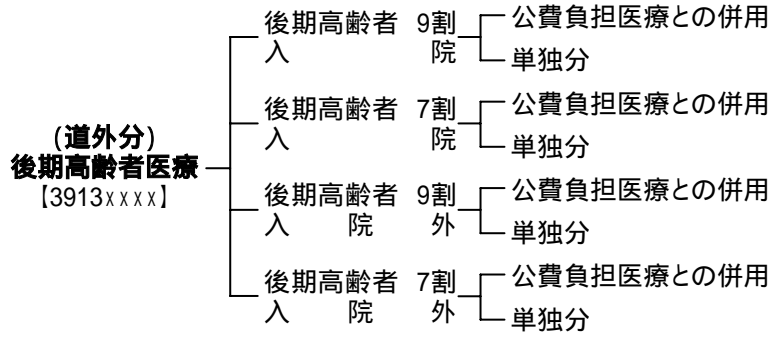 (道外分)
後期高齢者医療
【3913xxxx】
後期高齢者 9割
入 院
公費負担医療との併用
単独分
後期高齢者 7割
入 院
公費負担医療との併用
単独分
後期高齢者 9割
入 院 外
公費負担医療との併用
単独分
後期高齢者 7割
入 院 外
公費負担医療との併用
単独分